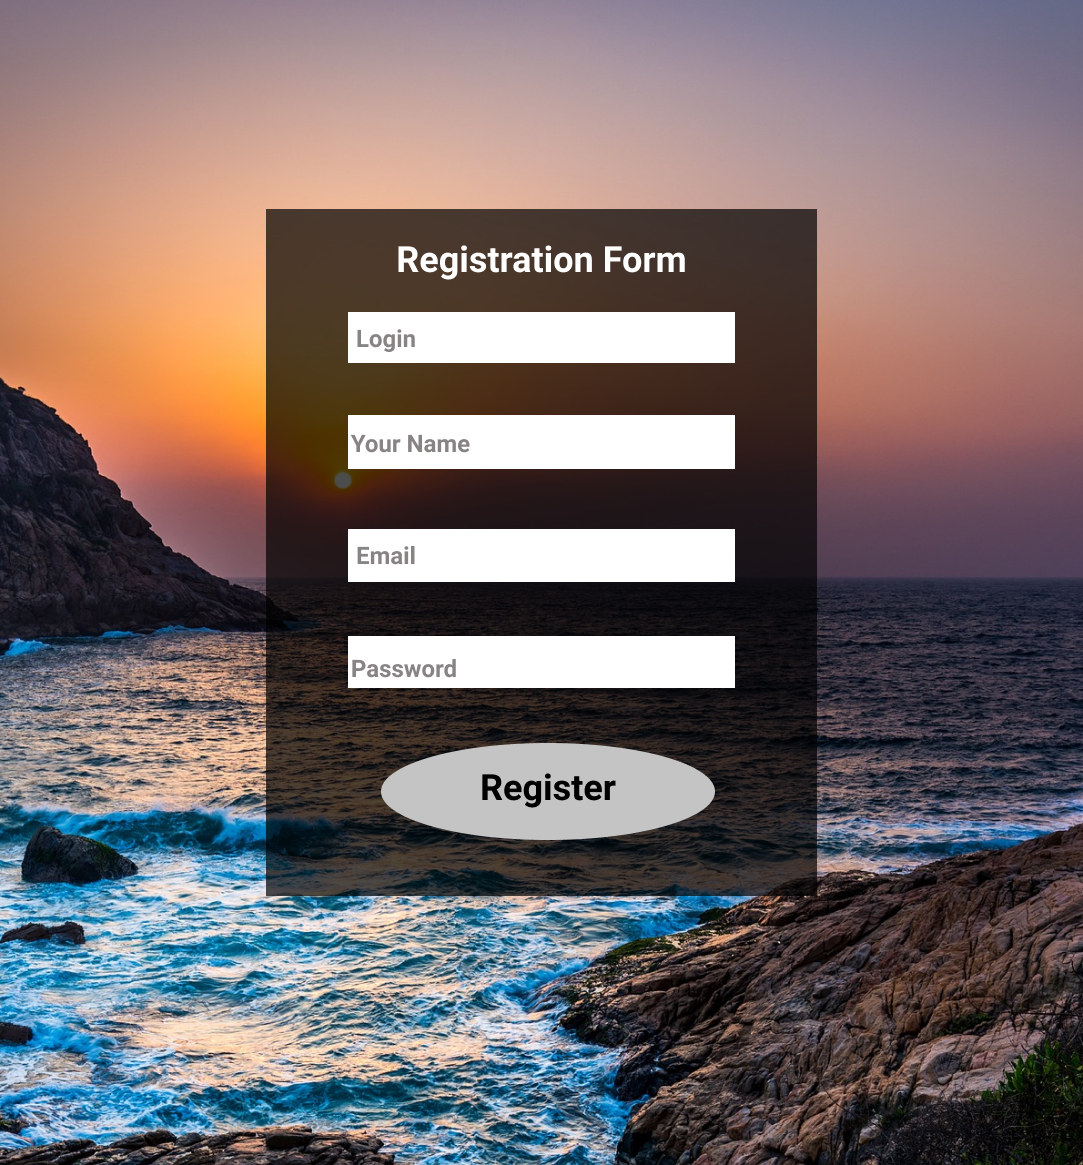 Registration Form
Login
Your Name
Email
Password
Register